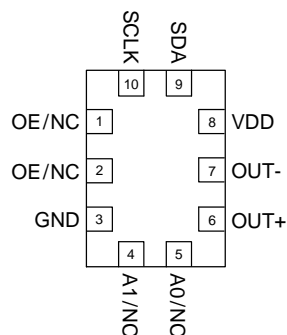 SCLK SDA
10 9
OE/NC 1 8 VDD
OE/NC 2 7 OUT-
GND 3 6 OUT+
4 5
A1/NC A0/NC